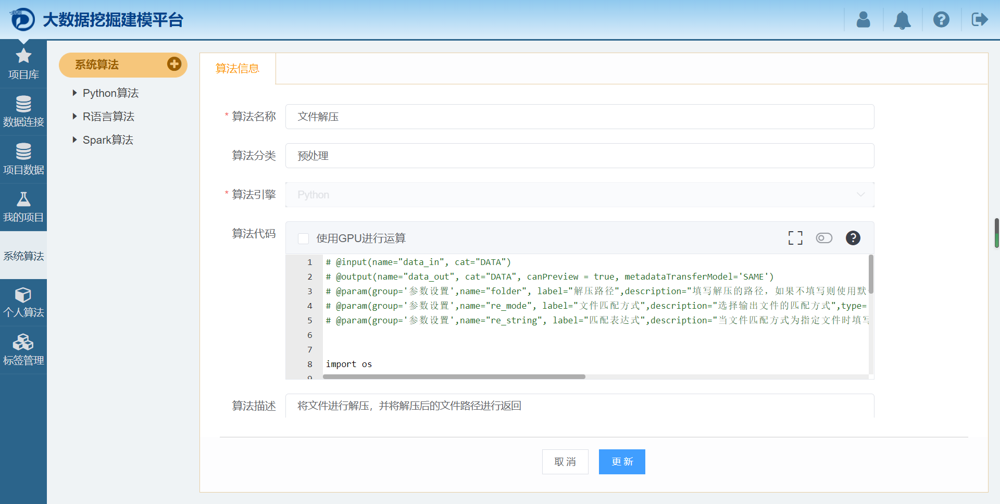 大数据挖掘建模平台
项目库
数据连接
项目数据
我的项目
系统算法
个人算法
标签管理
系统算法
Python算法
R语言算法
Spark算法
算法信息
* 算法名称
文件解压
算法分类
预处理
* 算法引擎
Python
算法代码
使用GPU进行运算
1 # @input(name="data_in", cat="DATA")
2 # @output(name="data_out", cat="DATA", canPreview = true, metadataTransferModel='SAME')
3 # @param(group='参数设置',name="folder", label="解压路径",description="填写解压的路径，如果不填写则使用默
4 # @param(group='参数设置',name="re_mode", label="文件匹配方式",description="选择输出文件的匹配方式",type=
5 # @param(group='参数设置',name="re_string", label="匹配表达式",description="当文件匹配方式为指定文件时填写
6
7
8 import os
9
算法描述
将文件进行解压，并将解压后的文件路径进行返回
取 消
更 新